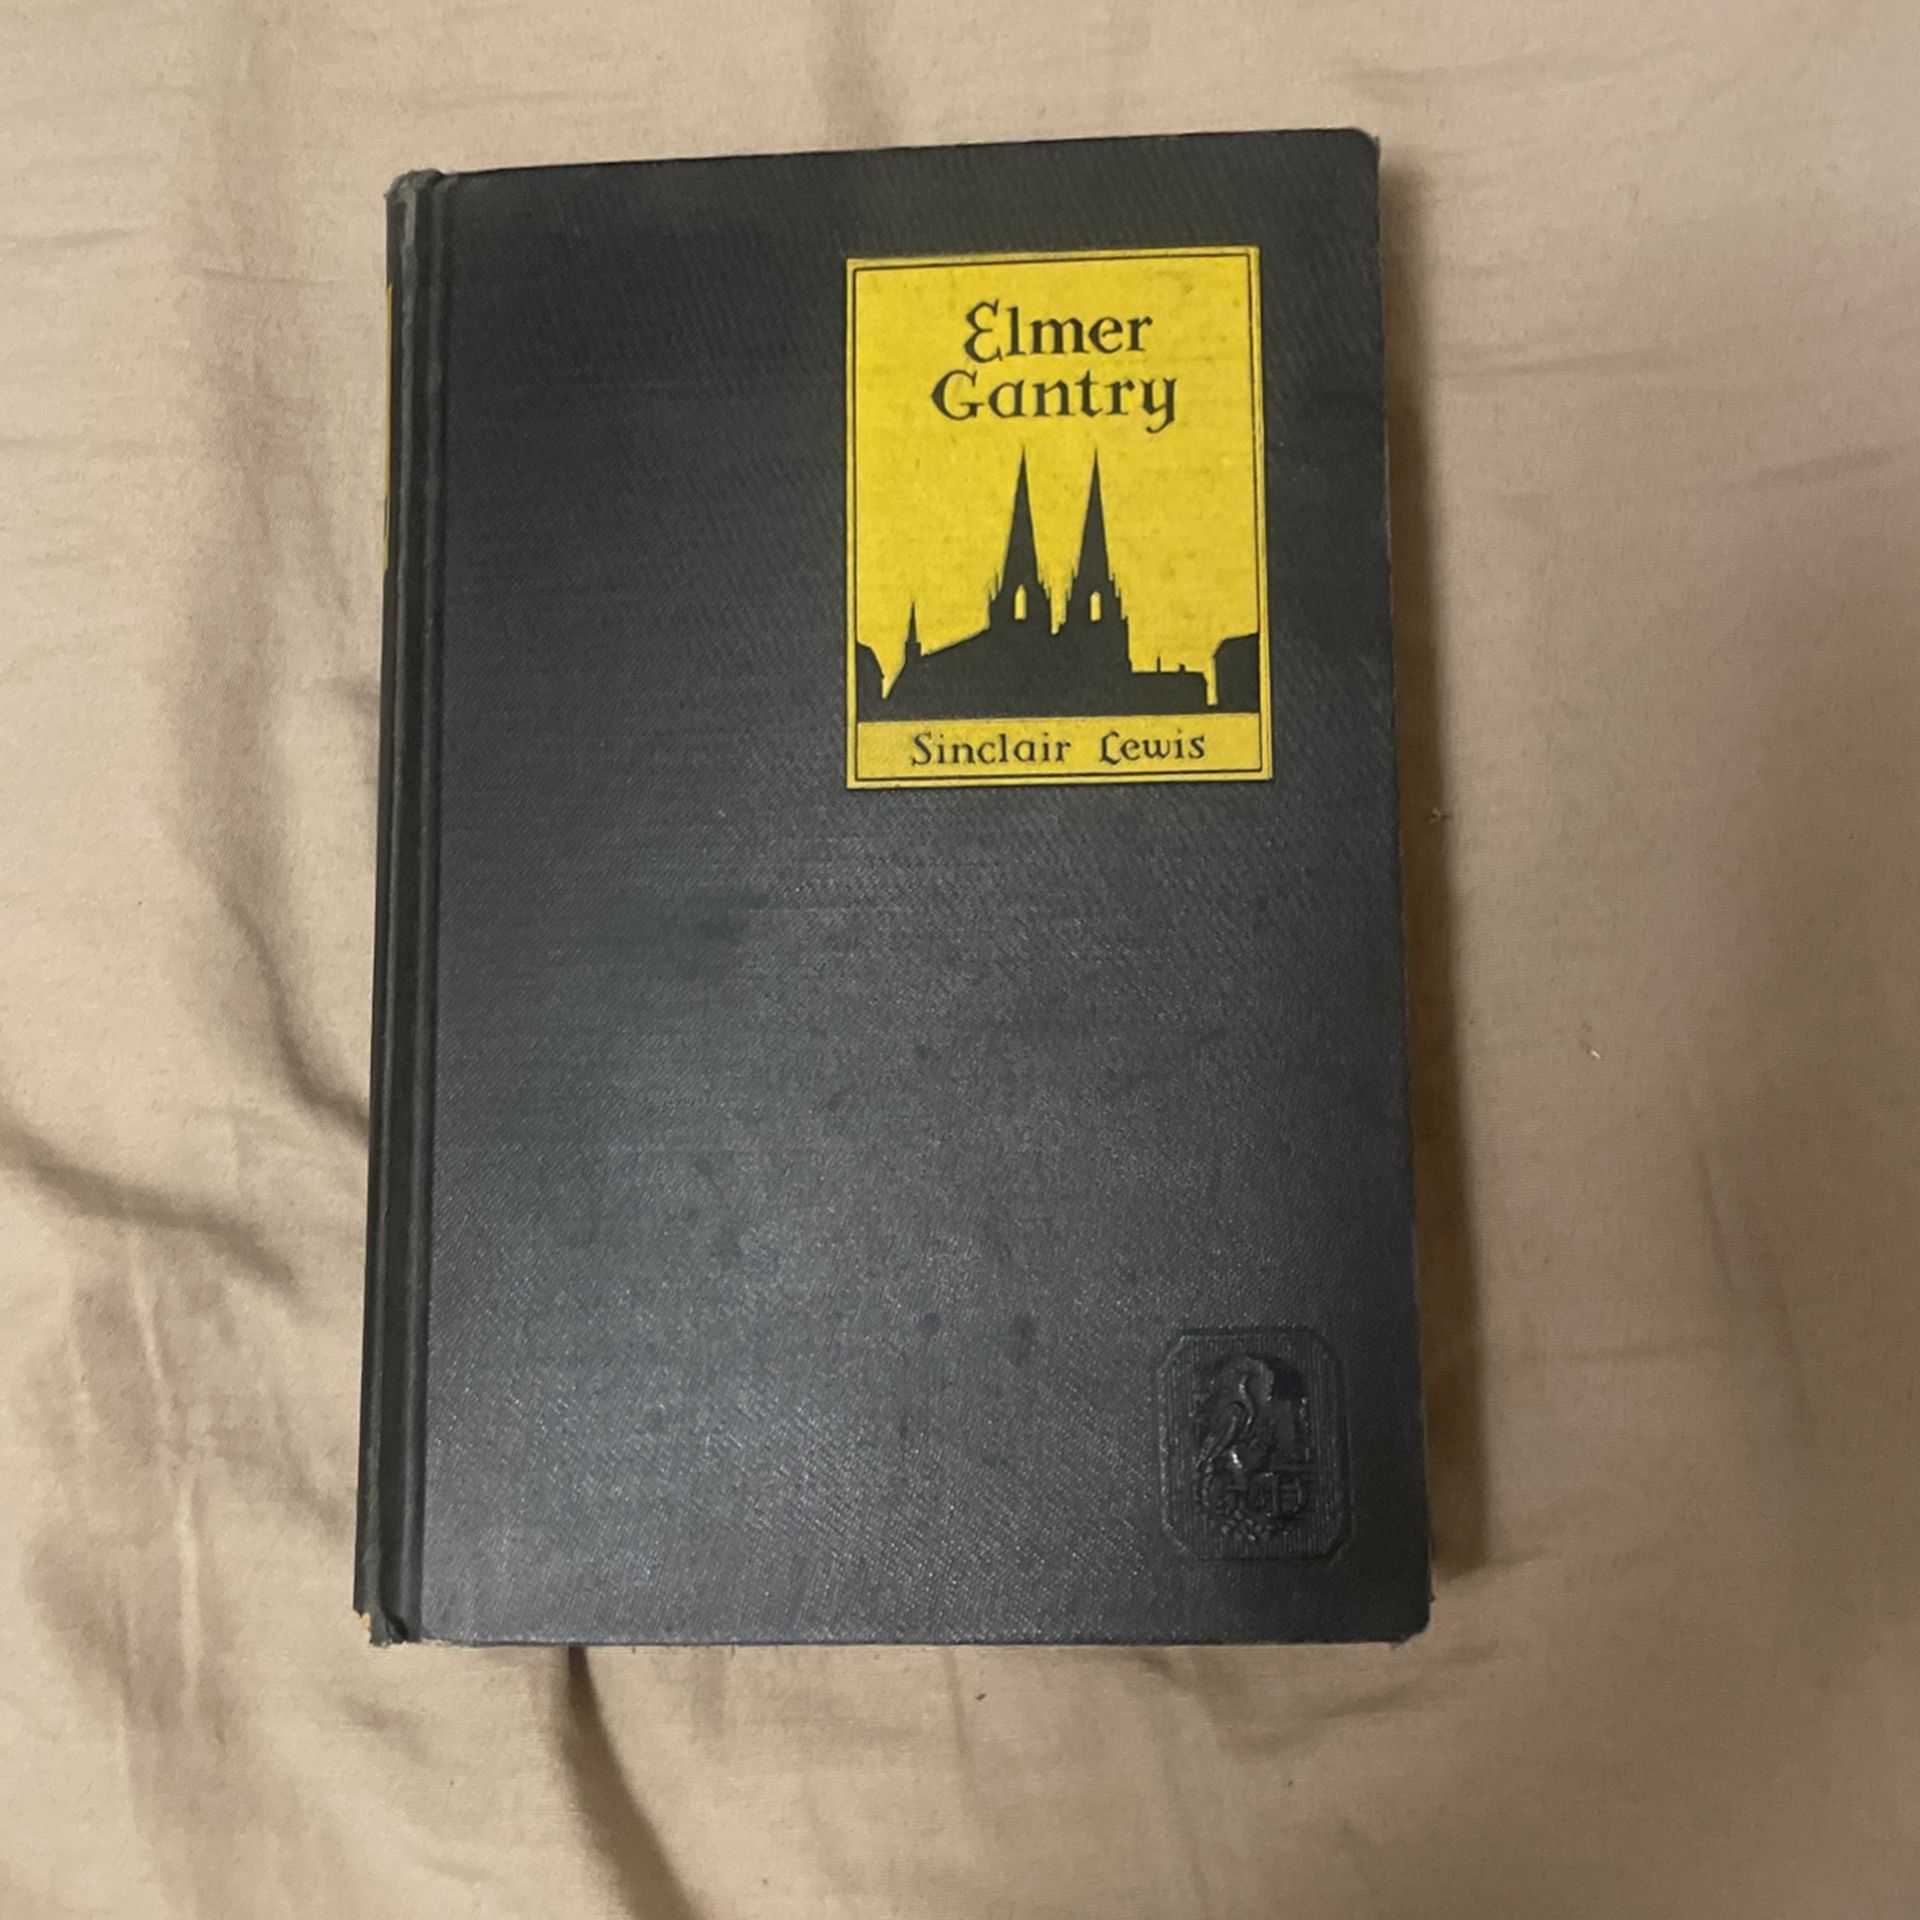 Elmer
Gantry
Sinclair Lewis